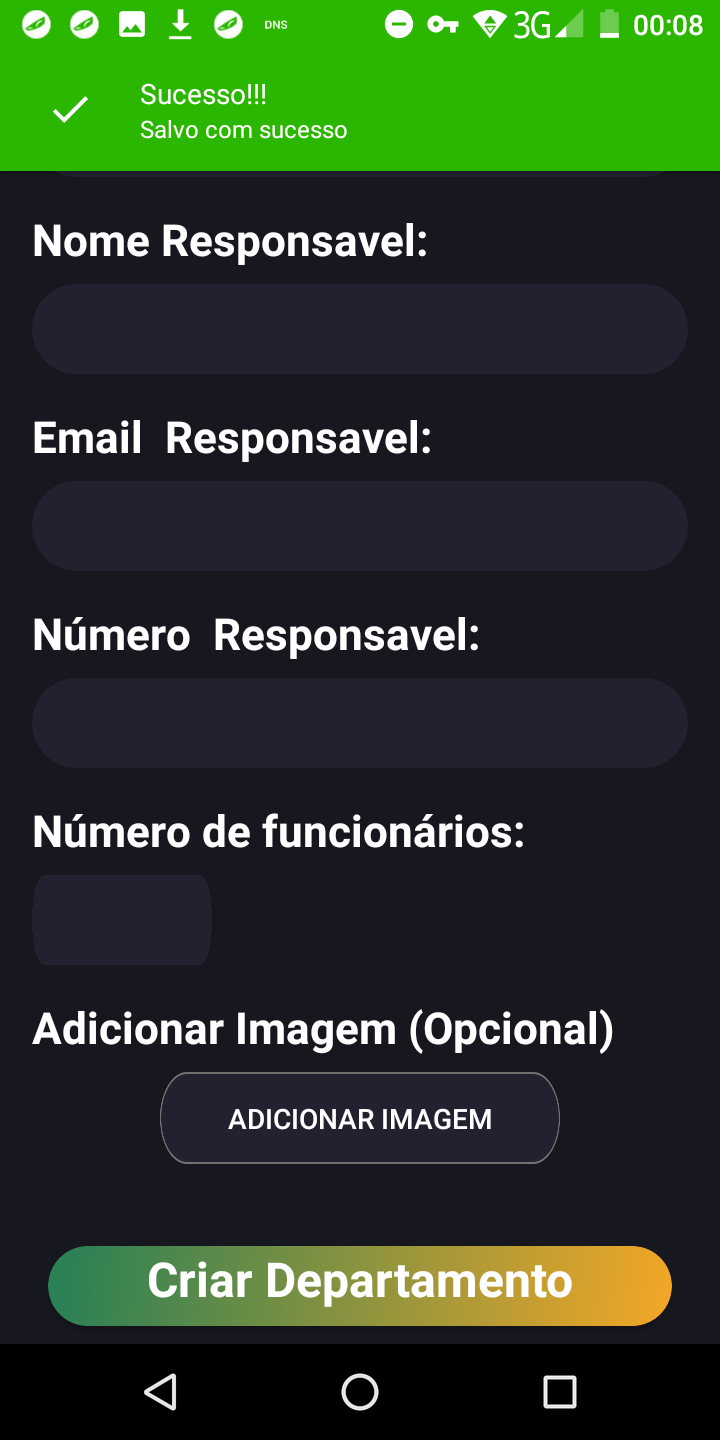 DNS 3G 00:08
Sucesso!!!
Salvo com sucesso
Nome Responsavel:
Email  Responsavel:
Número  Responsavel:
Número de funcionários:
Adicionar Imagem (Opcional)
ADICIONAR IMAGEM
Criar Departamento